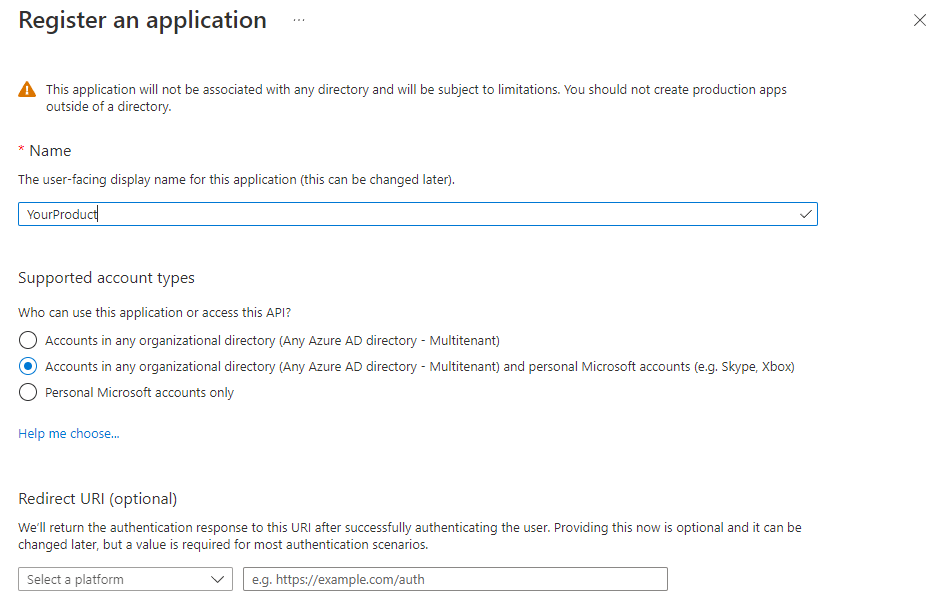 Register an application ...
This application will not be associated with any directory and will be subject to limitations. You should not create production apps
outside of a directory.
* Name
The user-facing display name for this application (this can be changed later).
YourProduct
Supported account types
Who can use this application or access this API?
Accounts in any organizational directory (Any Azure AD directory - Multitenant)
Accounts in any organizational directory (Any Azure AD directory - Multitenant) and personal Microsoft accounts (e.g. Skype, Xbox)
Personal Microsoft accounts only
Help me choose...
Redirect URI (optional)
We'll return the authentication response to this URI after successfully authenticating the user. Providing this now is optional and it can be
changed later, but a value is required for most authentication scenarios.
Select a platform e.g. https://example.com/auth